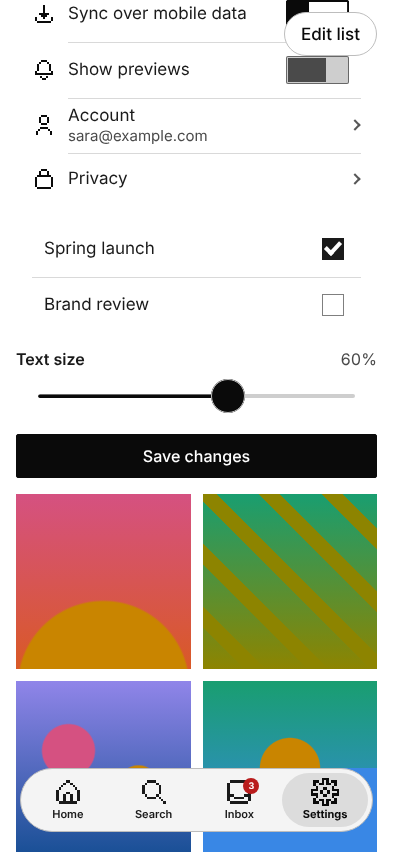 Sync over mobile data
Edit list
Show previews
Account
sara@example.com
Privacy
Spring launch
Brand review
Text size
60%
Save changes
3
Home
Search
Inbox
Settings